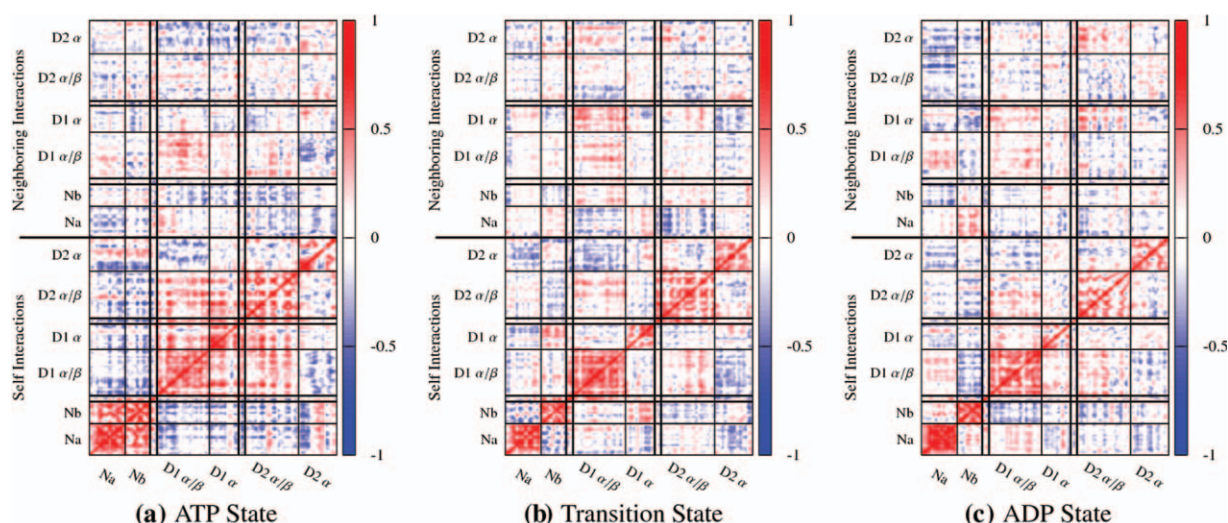 Neighboring Interactions
Self Interactions
D2 α
D2 α/β
D1 α
D1 α/β
Nb
Na
D2 α
D2 α/β
D1 α
D1 α/β
Nb
Na
Na
Nb
D1 α/β
D1 α
D2 α/β
D2 α
1
0.5
0
-0.5
-1
(a) ATP State
Neighboring Interactions
Self Interactions
D2 α
D2 α/β
D1 α
D1 α/β
Nb
Na
D2 α
D2 α/β
D1 α
D1 α/β
Nb
Na
Na
Nb
D1 α/β
D1 α
D2 α/β
D2 α
1
0.5
0
-0.5
-1
(b) Transition State
Neighboring Interactions
Self Interactions
D2 α
D2 α/β
D1 α
D1 α/β
Nb
Na
D2 α
D2 α/β
D1 α
D1 α/β
Nb
Na
Na
Nb
D1 α/β
D1 α
D2 α/β
D2 α
1
0.5
0
-0.5
-1
(c) ADP State